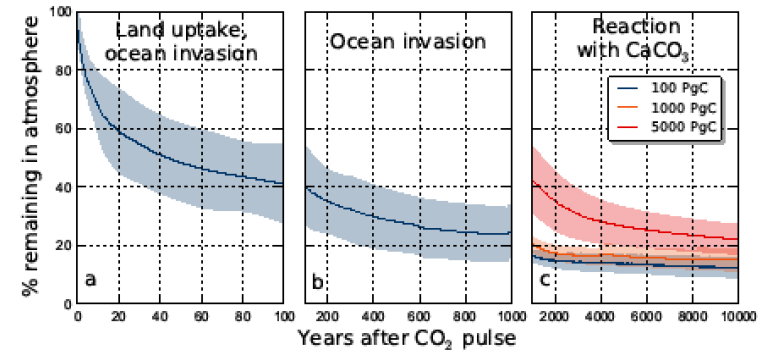 Land uptake,
ocean invasion
Ocean invasion
Reaction
with CaCO₃
100 PgC
1000 PgC
5000 PgC
% remaining in atmosphere
100
80
60
40
20
0
a
b
c
0 20 40 60 80 100
200 400 600 800 1000
2000 4000 6000 8000 10000
Years after CO₂ pulse